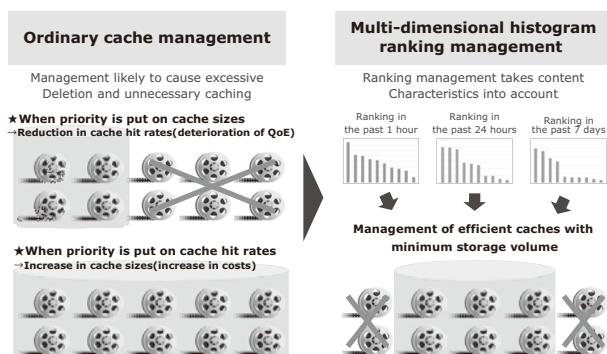 Ordinary cache management
Management likely to cause excessive
Deletion and unnecessary caching
★When priority is put on cache sizes
→Reduction in cache hit rates(deterioration of QoE)
★When priority is put on cache hit rates
→Increase in cache sizes(increase in costs)
Multi-dimensional histogram
ranking management
Ranking management takes content
Characteristics into account
Ranking in
the past 1 hour
Ranking in
the past 24 hours
Ranking in
the past 7 days
Management of efficient caches with
minimum storage volume